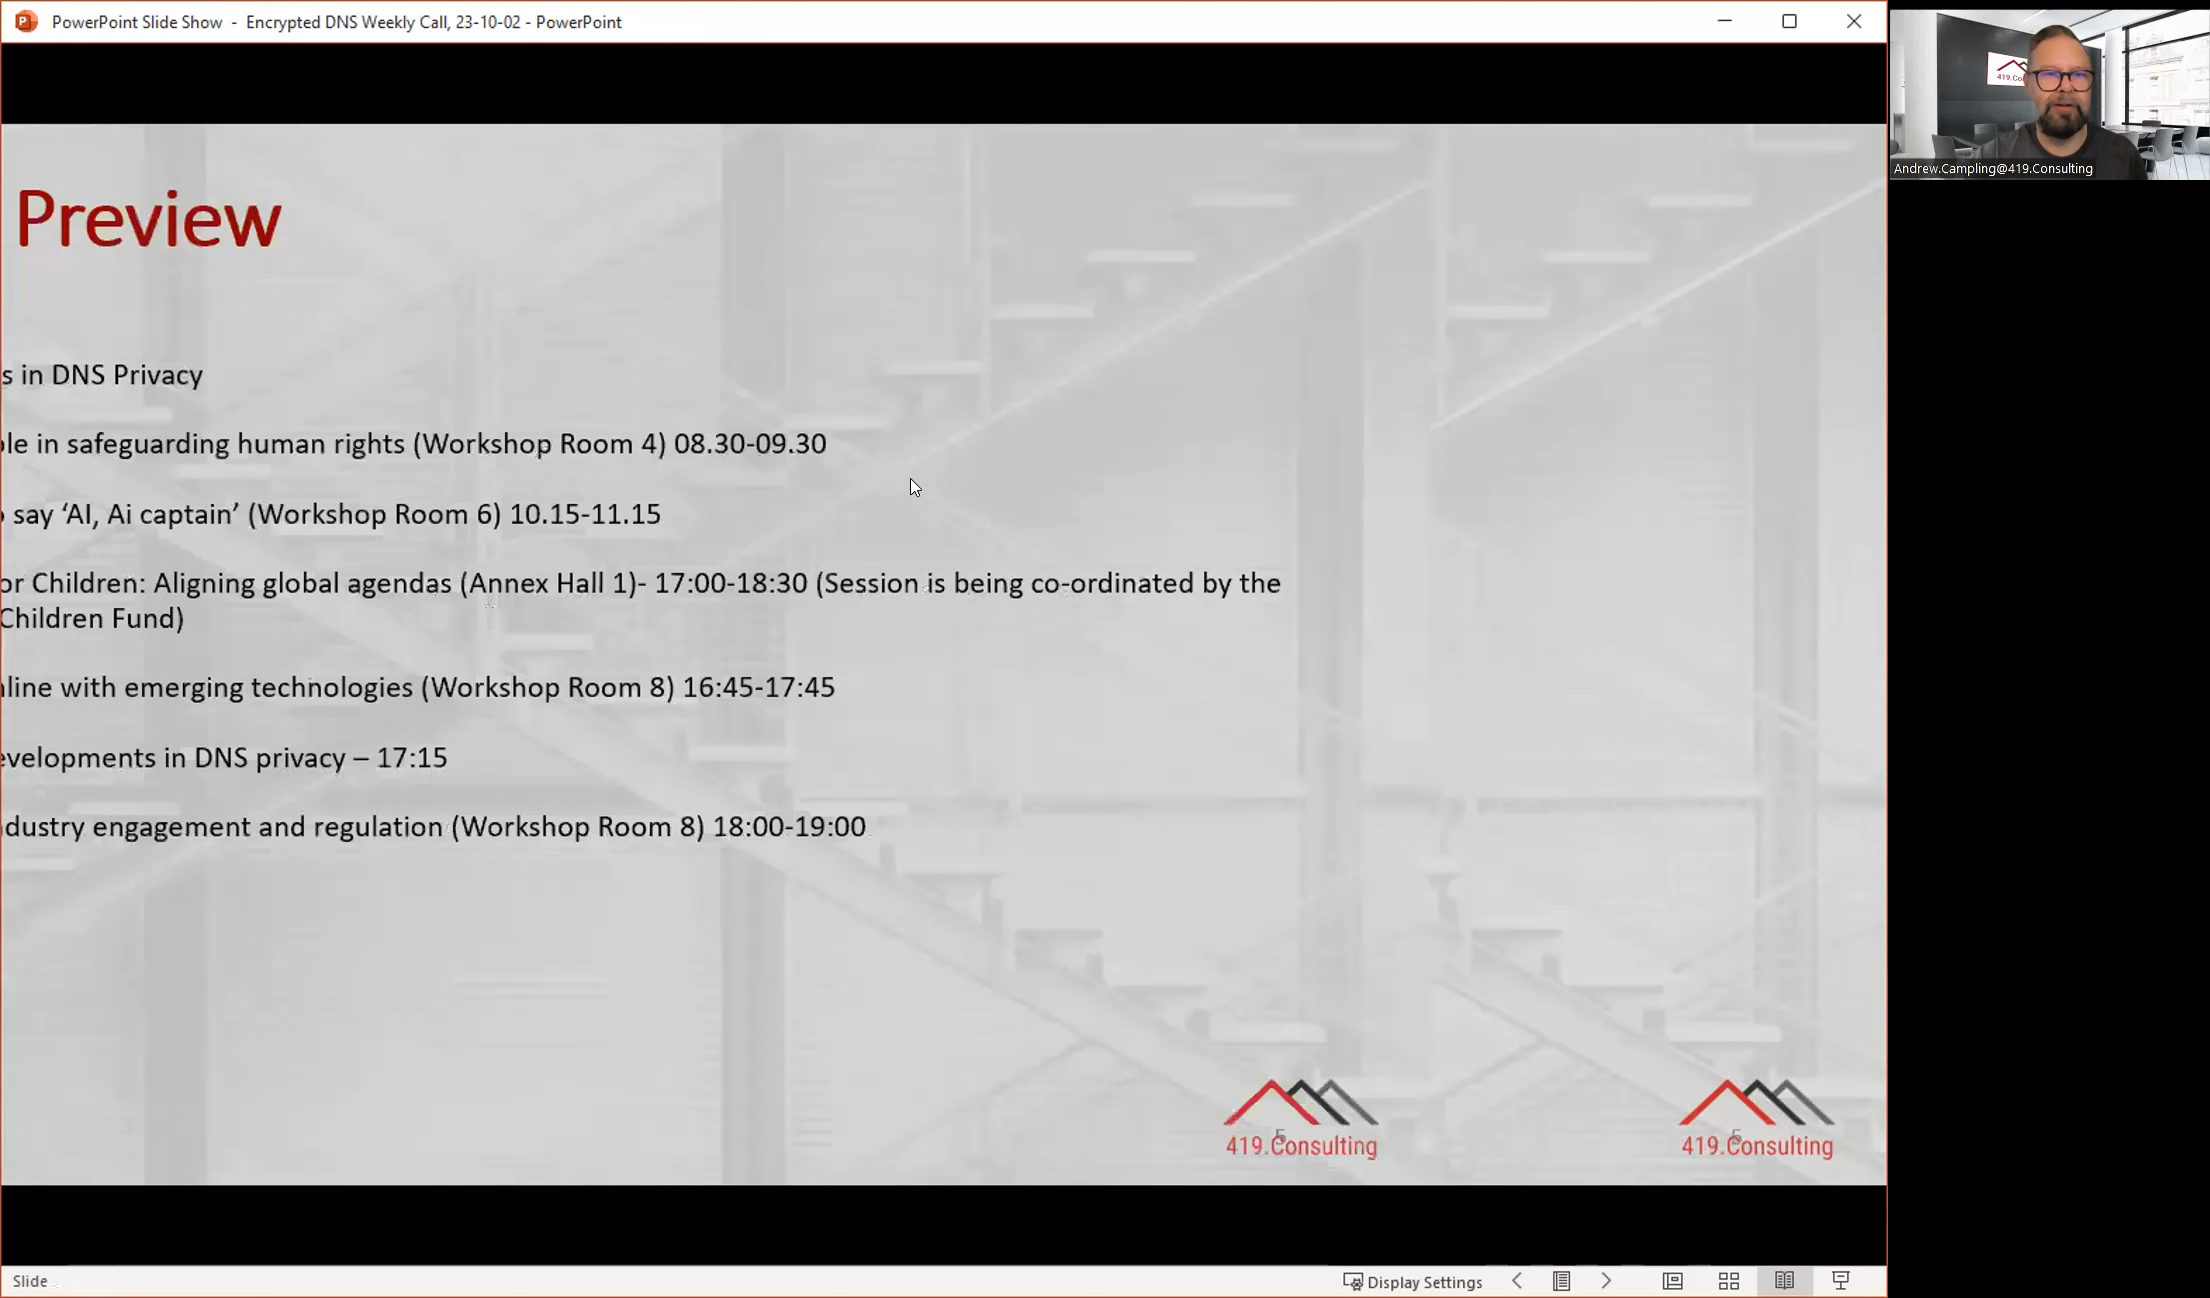 PowerPoint Slide Show - Encrypted DNS Weekly Call, 23-10-02 - PowerPoint
419.Co
Andrew.Campling@419.Consulting
Preview
s in DNS Privacy
le in safeguarding human rights (Workshop Room 4) 08.30-09.30
say ‘AI, Ai captain’ (Workshop Room 6) 10.15-11.15
or Children: Aligning global agendas (Annex Hall 1)- 17:00-18:30 (Session is being co-ordinated by the
Children Fund)
line with emerging technologies (Workshop Room 8) 16:45-17:45
evelopments in DNS privacy – 17:15
dustry engagement and regulation (Workshop Room 8) 18:00-19:00
5
419.Consulting
5
419.Consulting
Slide
Display Settings